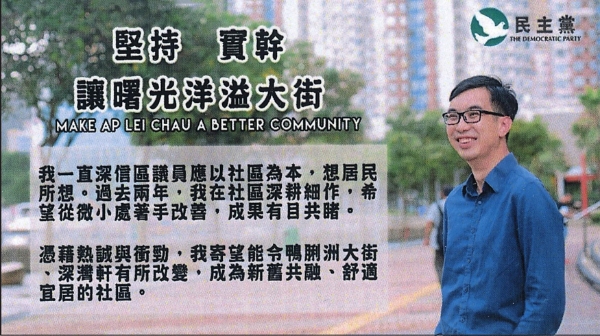 民主黨
THE DEMOCRATIC PARTY
堅持 實幹
讓曙光洋溢大街
MAKE AP LEI CHAU A BETTER COMMUNITY
我一直深信區議員應以社區為本，想居民
所想。過去兩年，我在社區深耕細作，希
望從微小處著手改善，成果有目共睹。
憑藉熱誠與衝勁，我寄望能令鴨脷洲大街
、深灣軒有所改變，成為新舊共融、舒適
宜居的社區。